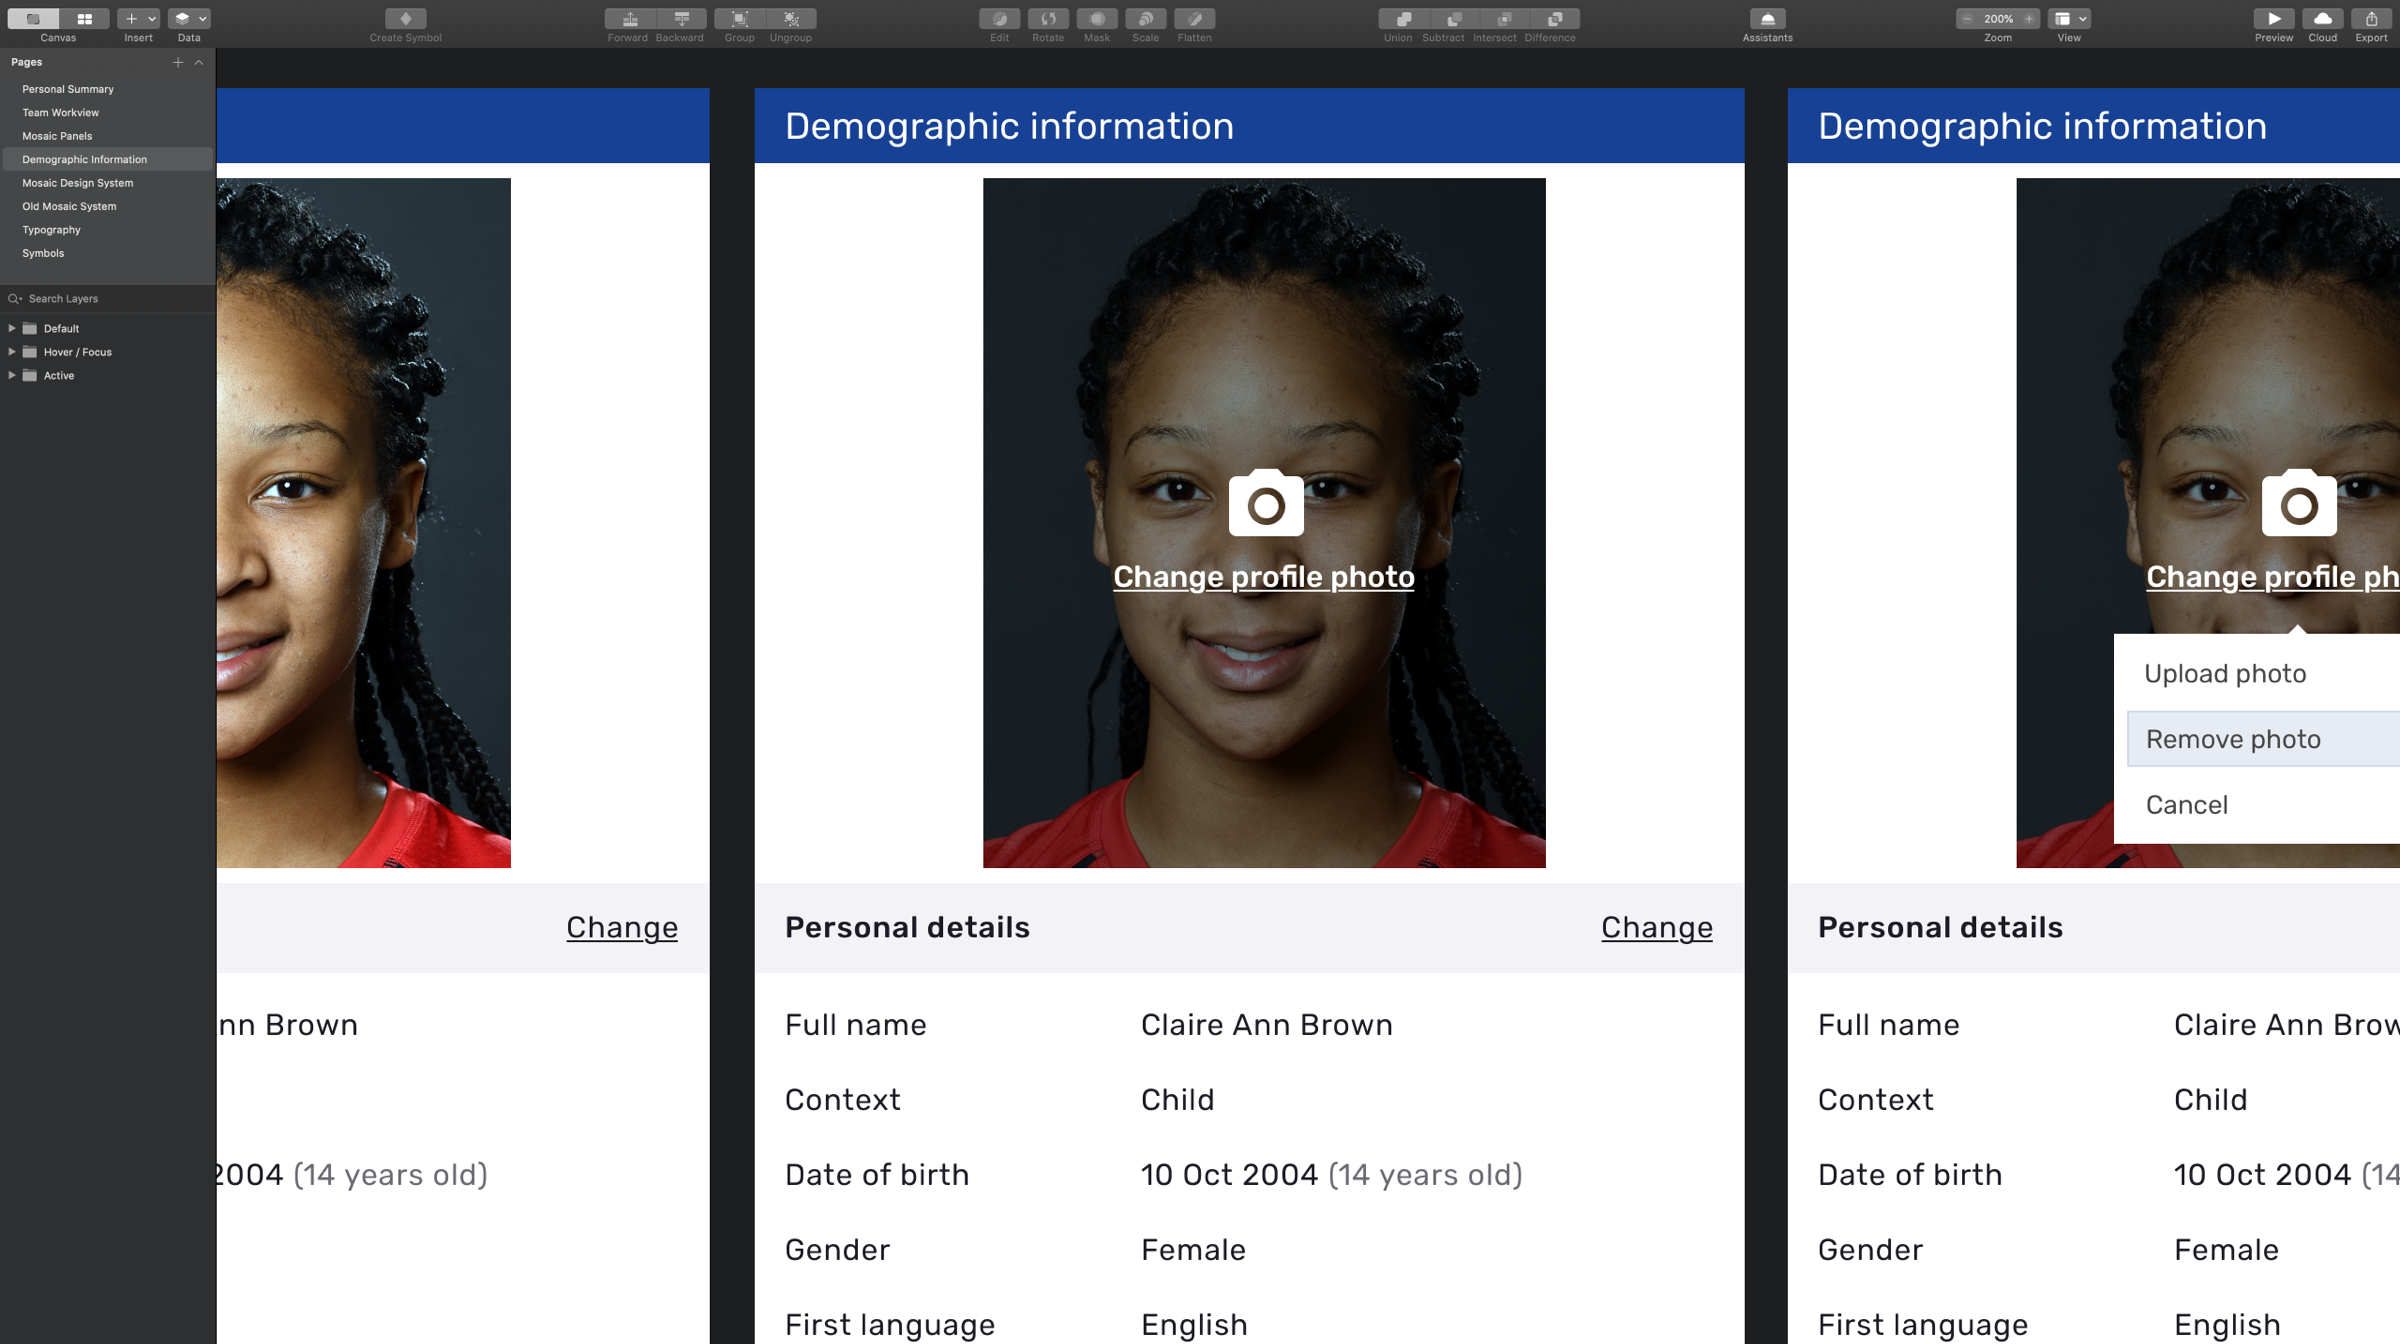 Canvas
Insert
Data
Create Symbol
Forward
Backward
Group
Ungroup
Edit
Rotate
Mask
Scale
Flatten
Union
Subtract
Intersect
Difference
Assistants
200%
Zoom
View
Preview
Cloud
Export
Pages
Personal Summary
Team Workview
Mosaic Panels
Demographic Information
Mosaic Design System
Old Mosaic System
Typography
Symbols
Search Layers
Default
Hover / Focus
Active
Change
nn Brown
2004 (14 years old)
Demographic information
Change profile photo
Personal details
Change
Full name
Claire Ann Brown
Context
Child
Date of birth
10 Oct 2004 (14 years old)
Gender
Female
First language
English
Demographic information
Change profile ph
Upload photo
Remove photo
Cancel
Personal details
Full name
Claire Ann Brow
Context
Child
Date of birth
10 Oct 2004 (14
Gender
Female
First language
English